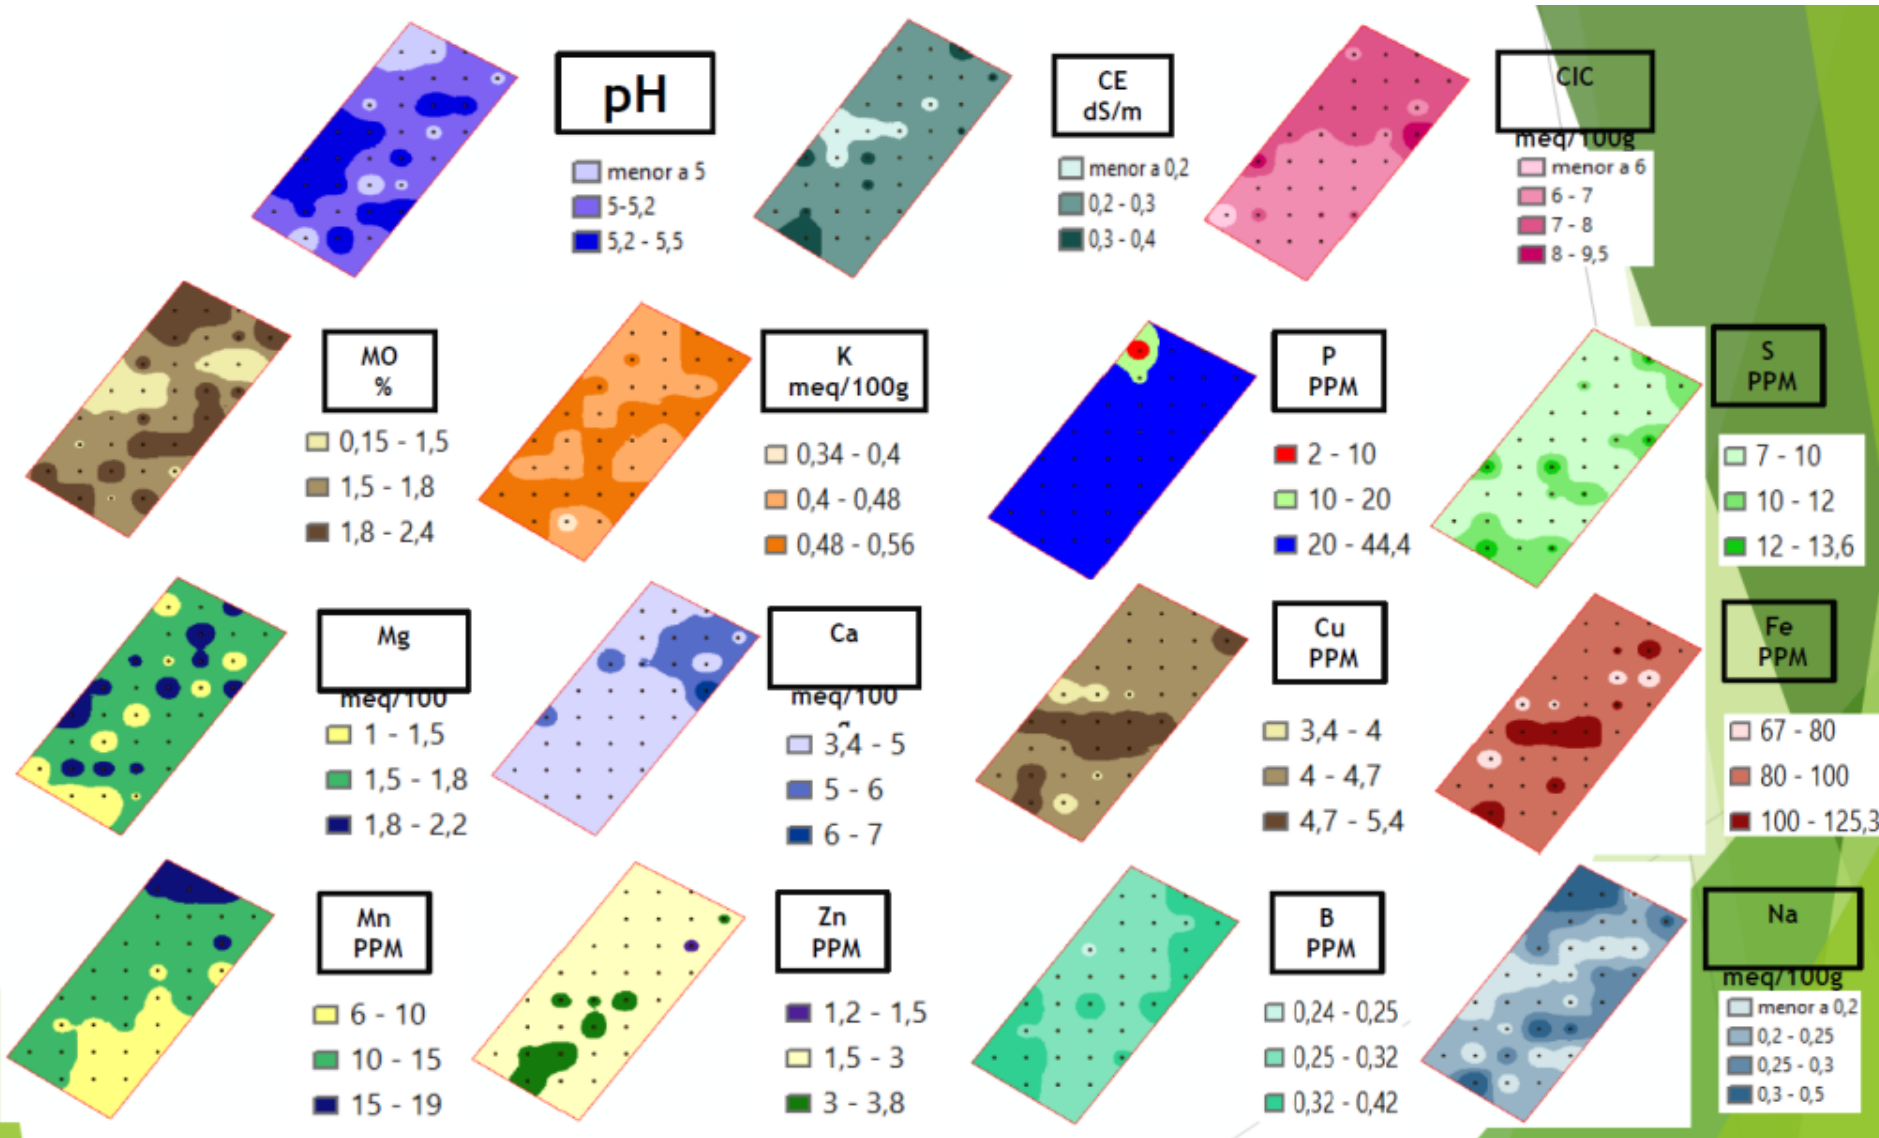 pH
menor a 5
5-5,2
5,2 - 5,5
CE
dS/m
menor a 0,2
0,2 - 0,3
0,3 - 0,4
CIC
meq/100g
menor a 6
6 - 7
7 - 8
8 - 9,5
MO
%
0,15 - 1,5
1,5 - 1,8
1,8 - 2,4
K
meq/100g
0,34 - 0,4
0,4 - 0,48
0,48 - 0,56
P
PPM
2 - 10
10 - 20
20 - 44,4
S
PPM
7 - 10
10 - 12
12 - 13,6
Mg
meq/100
1 - 1,5
1,5 - 1,8
1,8 - 2,2
Ca
meq/100
3,4 - 5
5 - 6
6 - 7
Cu
PPM
3,4 - 4
4 - 4,7
4,7 - 5,4
Fe
PPM
67 - 80
80 - 100
100 - 125,3
Mn
PPM
6 - 10
10 - 15
15 - 19
Zn
PPM
1,2 - 1,5
1,5 - 3
3 - 3,8
B
PPM
0,24 - 0,25
0,25 - 0,32
0,32 - 0,42
Na
meq/100g
menor a 0,2
0,2 - 0,25
0,25 - 0,3
0,3 - 0,5